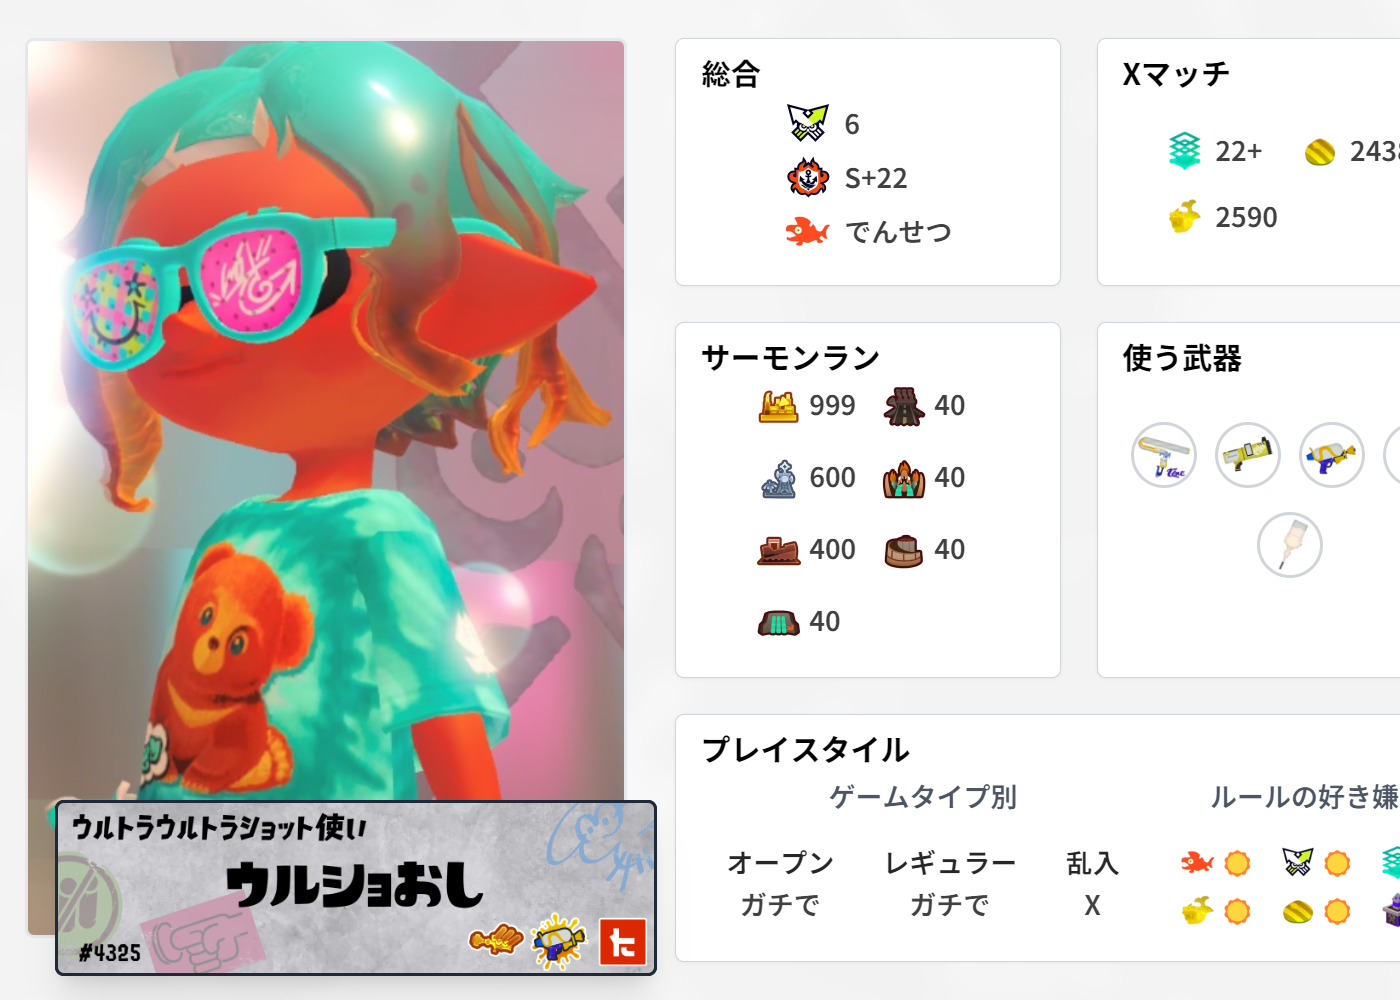 総合
6
S+22
でんせつ
Xマッチ
22+
2438
2590
サーモンラン
999
40
600
40
400
40
40
使う武器
プレイスタイル
ゲームタイプ別
ルールの好き嫌
オープン
レギュラー
乱入
ガチで
ガチで
X
ウルトラウルトラショット使い
ウルショおし
#4325